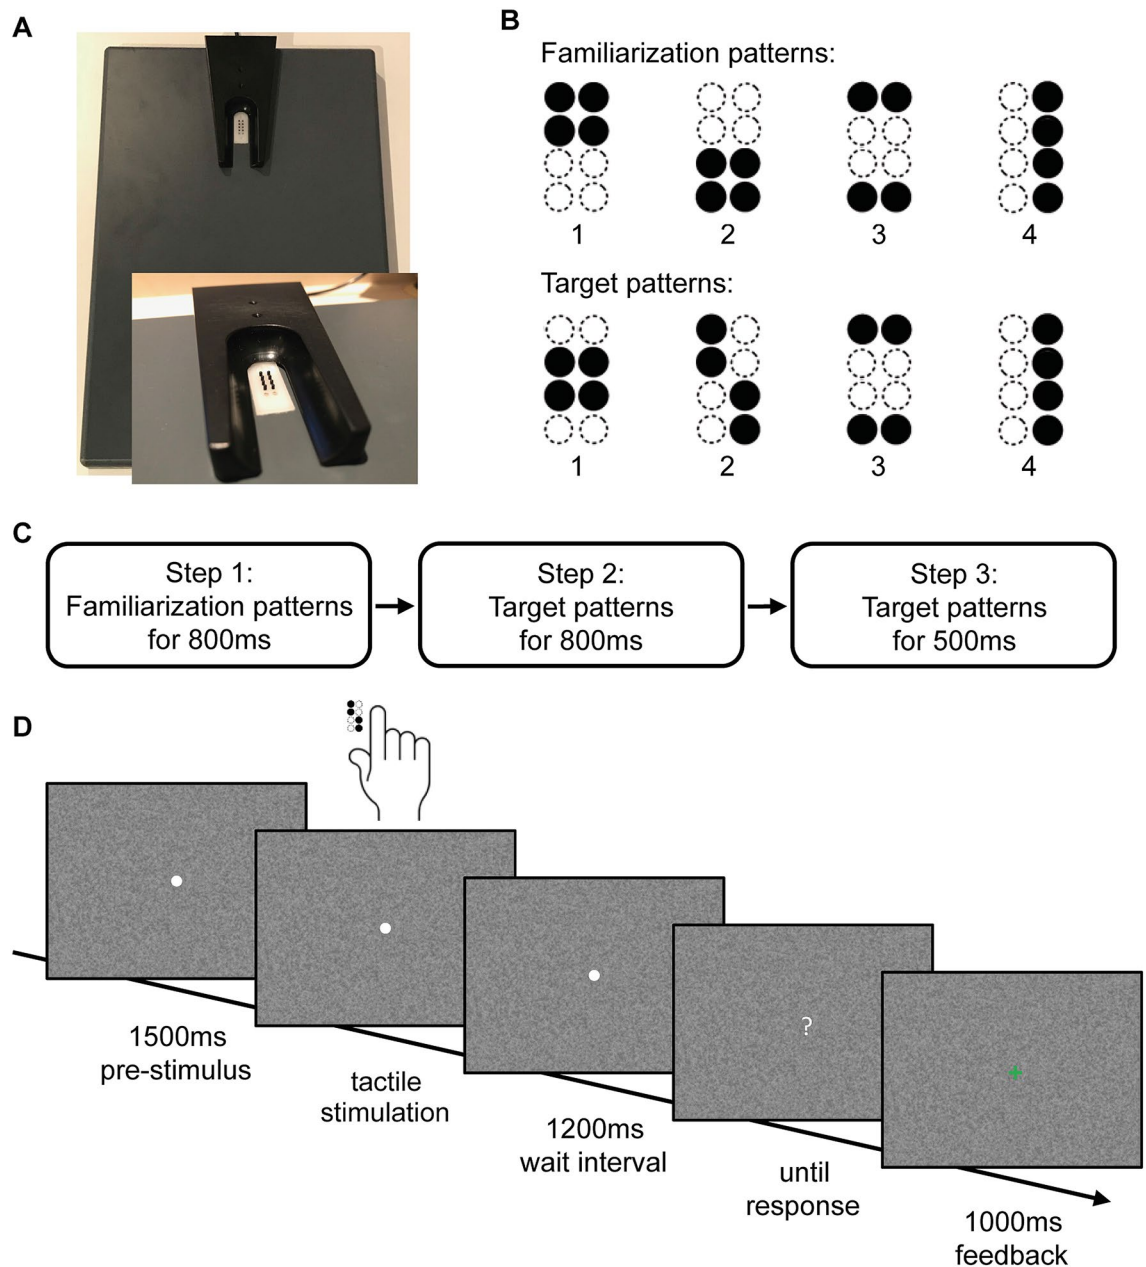 A
B
Familiarization patterns:
1 2 3 4
Target patterns:
1 2 3 4
C
Step 1:
Familiarization patterns
for 800ms
Step 2:
Target patterns
for 800ms
Step 3:
Target patterns
for 500ms
D
?
+
1500ms
pre-stimulus
tactile
stimulation
1200ms
wait interval
until
response
1000ms
feedback